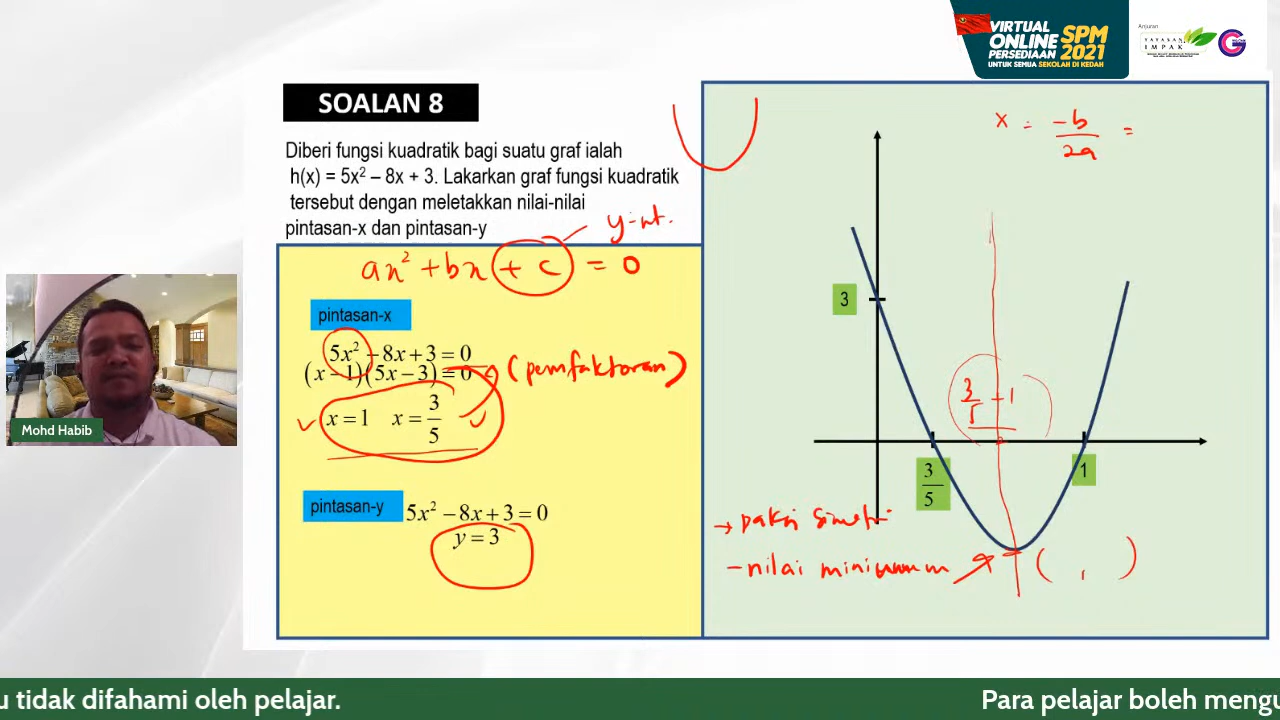 VIRTUAL
ONLINE
PERSEDIAAN
SPM
2021
UNTUK SEMUA SEKOLAH DI KEDAH
Anjuran
YAYASAN
IMPAK
G
SOALAN 8
Diberi fungsi kuadratik bagi suatu graf ialah
h(x) = 5x² – 8x + 3. Lakarkan graf fungsi kuadratik
tersebut dengan meletakkan nilai-nilai
pintasan-x dan pintasan-y
y-int.
ax² + bx + c = 0
pintasan-x
5x² − 8x + 3 = 0
(x − 1)(5x − 3) = 0
(pemfaktoran)
x = 1 x = 3/5
pintasan-y
5x² − 8x + 3 = 0
y = 3
x = -b/2a =
3
3/5 - 1
3/5
1
→ paksi simetri
- nilai minimum ( , )
Mohd Habib
u tidak difahami oleh pelajar.
Para pelajar boleh mengu